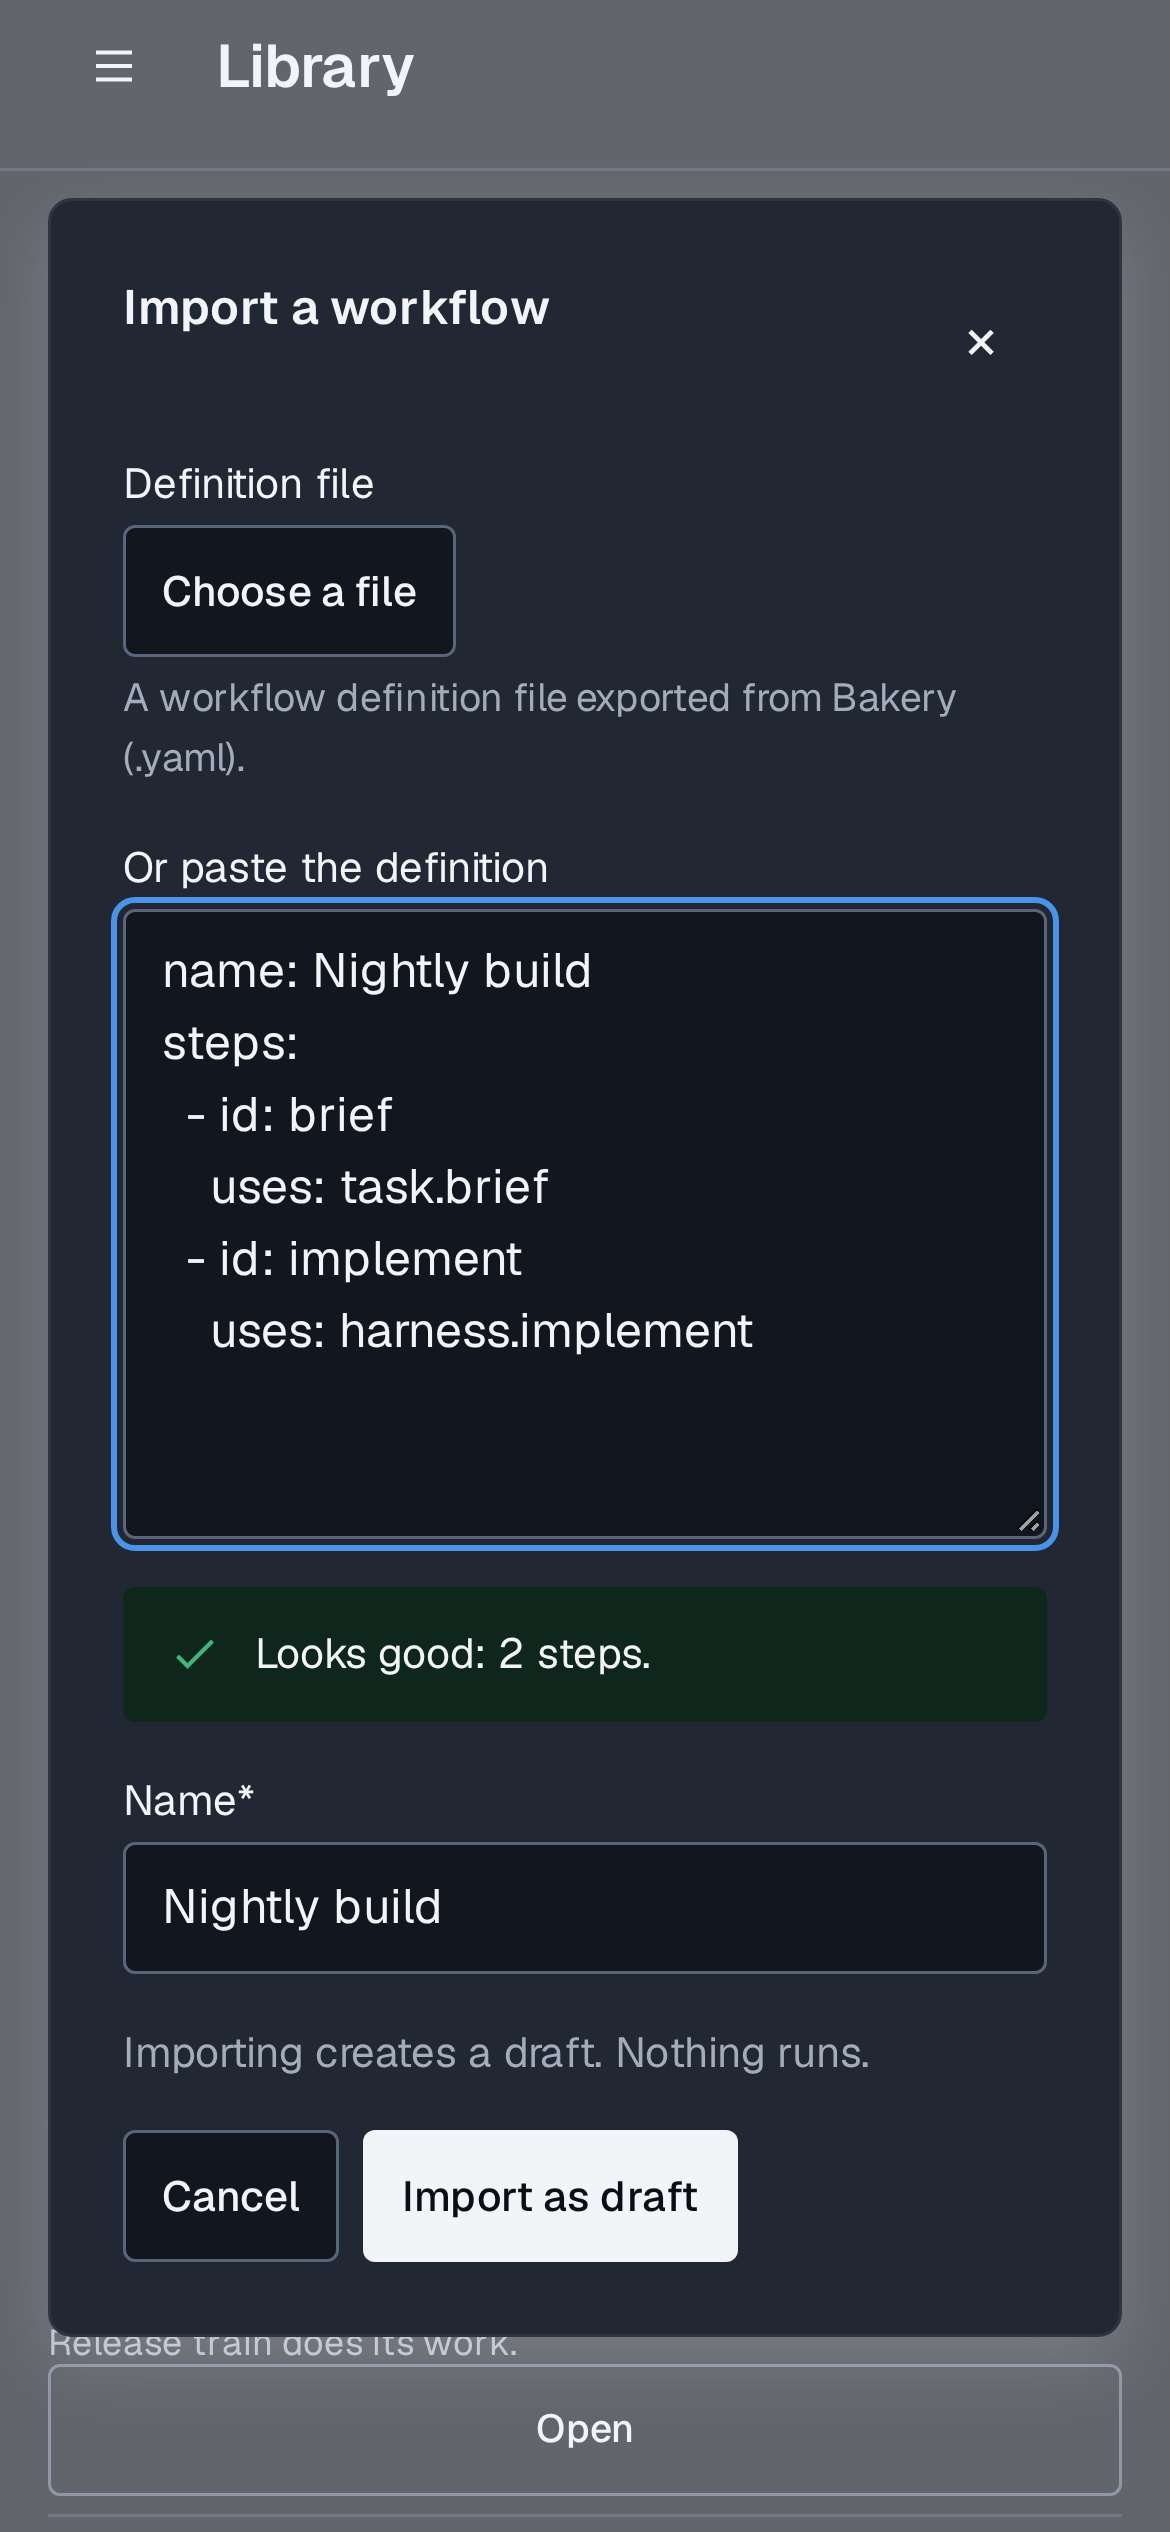 Library
Import a workflow
Definition file
Choose a file
A workflow definition file exported from Bakery
(.yaml).
Or paste the definition
name: Nightly build
steps:
  - id: brief
    uses: task.brief
  - id: implement
    uses: harness.implement
Looks good: 2 steps.
Name*
Nightly build
Importing creates a draft. Nothing runs.
Cancel
Import as draft
Release train does its work.
Open